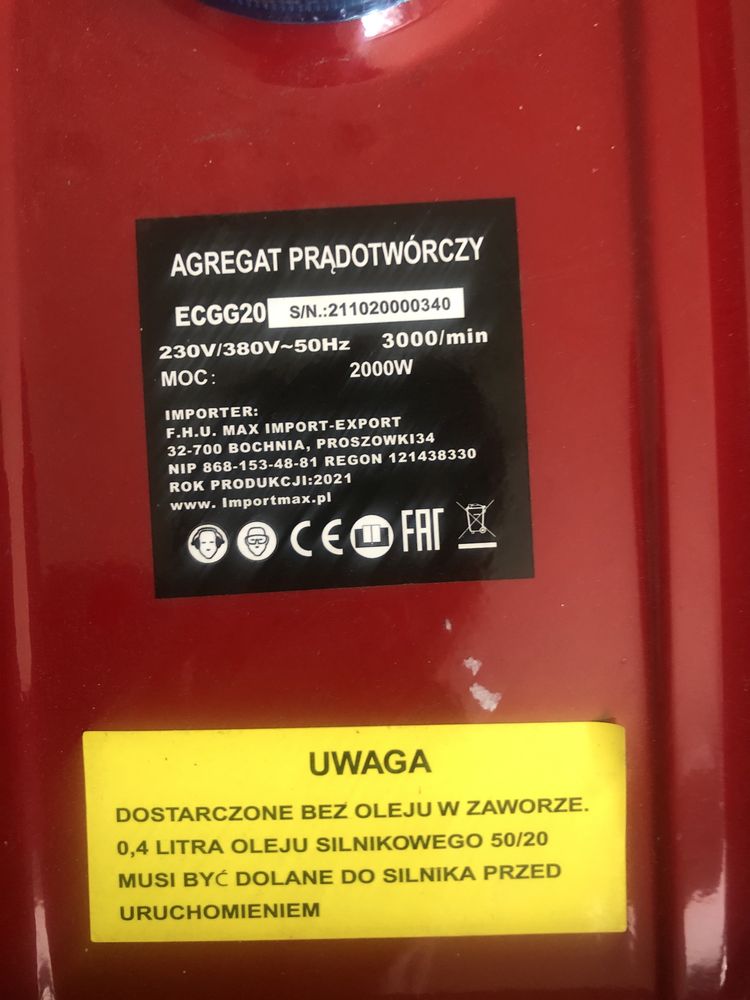 AGREGAT PRĄDOTWÓRCZY
ECGG20 S/N.:211020000340
230V/380V~50Hz 3000/min
MOC: 2000W
IMPORTER:
F.H.U. MAX IMPORT-EXPORT
32-700 BOCHNIA, PROSZOWKI34
NIP 868-153-48-81 REGON 121438330
ROK PRODUKCJI:2021
www. Importmax.pl
CE EAC
UWAGA
DOSTARCZONE BEZ OLEJU W ZAWORZE.
0,4 LITRA OLEJU SILNIKOWEGO 50/20
MUSI BYĆ DOLANE DO SILNIKA PRZED
URUCHOMIENIEM